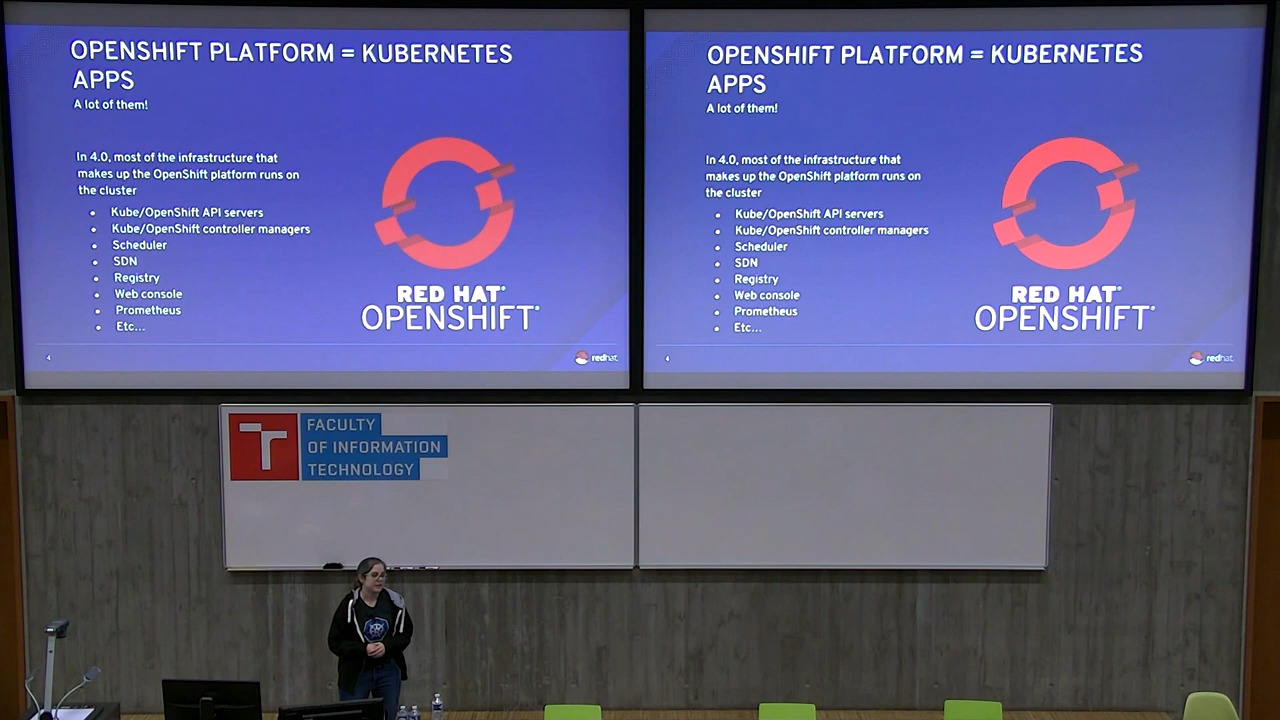 OPENSHIFT PLATFORM = KUBERNETES
APPS
A lot of them!
In 4.0, most of the infrastructure that
makes up the OpenShift platform runs on
the cluster
• Kube/OpenShift API servers
• Kube/OpenShift controller managers
• Scheduler
• SDN
• Registry
• Web console
• Prometheus
• Etc...
RED HAT®
OPENSHIFT®
4
redhat.
OPENSHIFT PLATFORM = KUBERNETES
APPS
A lot of them!
In 4.0, most of the infrastructure that
makes up the OpenShift platform runs on
the cluster
• Kube/OpenShift API servers
• Kube/OpenShift controller managers
• Scheduler
• SDN
• Registry
• Web console
• Prometheus
• Etc...
RED HAT®
OPENSHIFT®
4
redhat.
FACULTY
OF INFORMATION
TECHNOLOGY